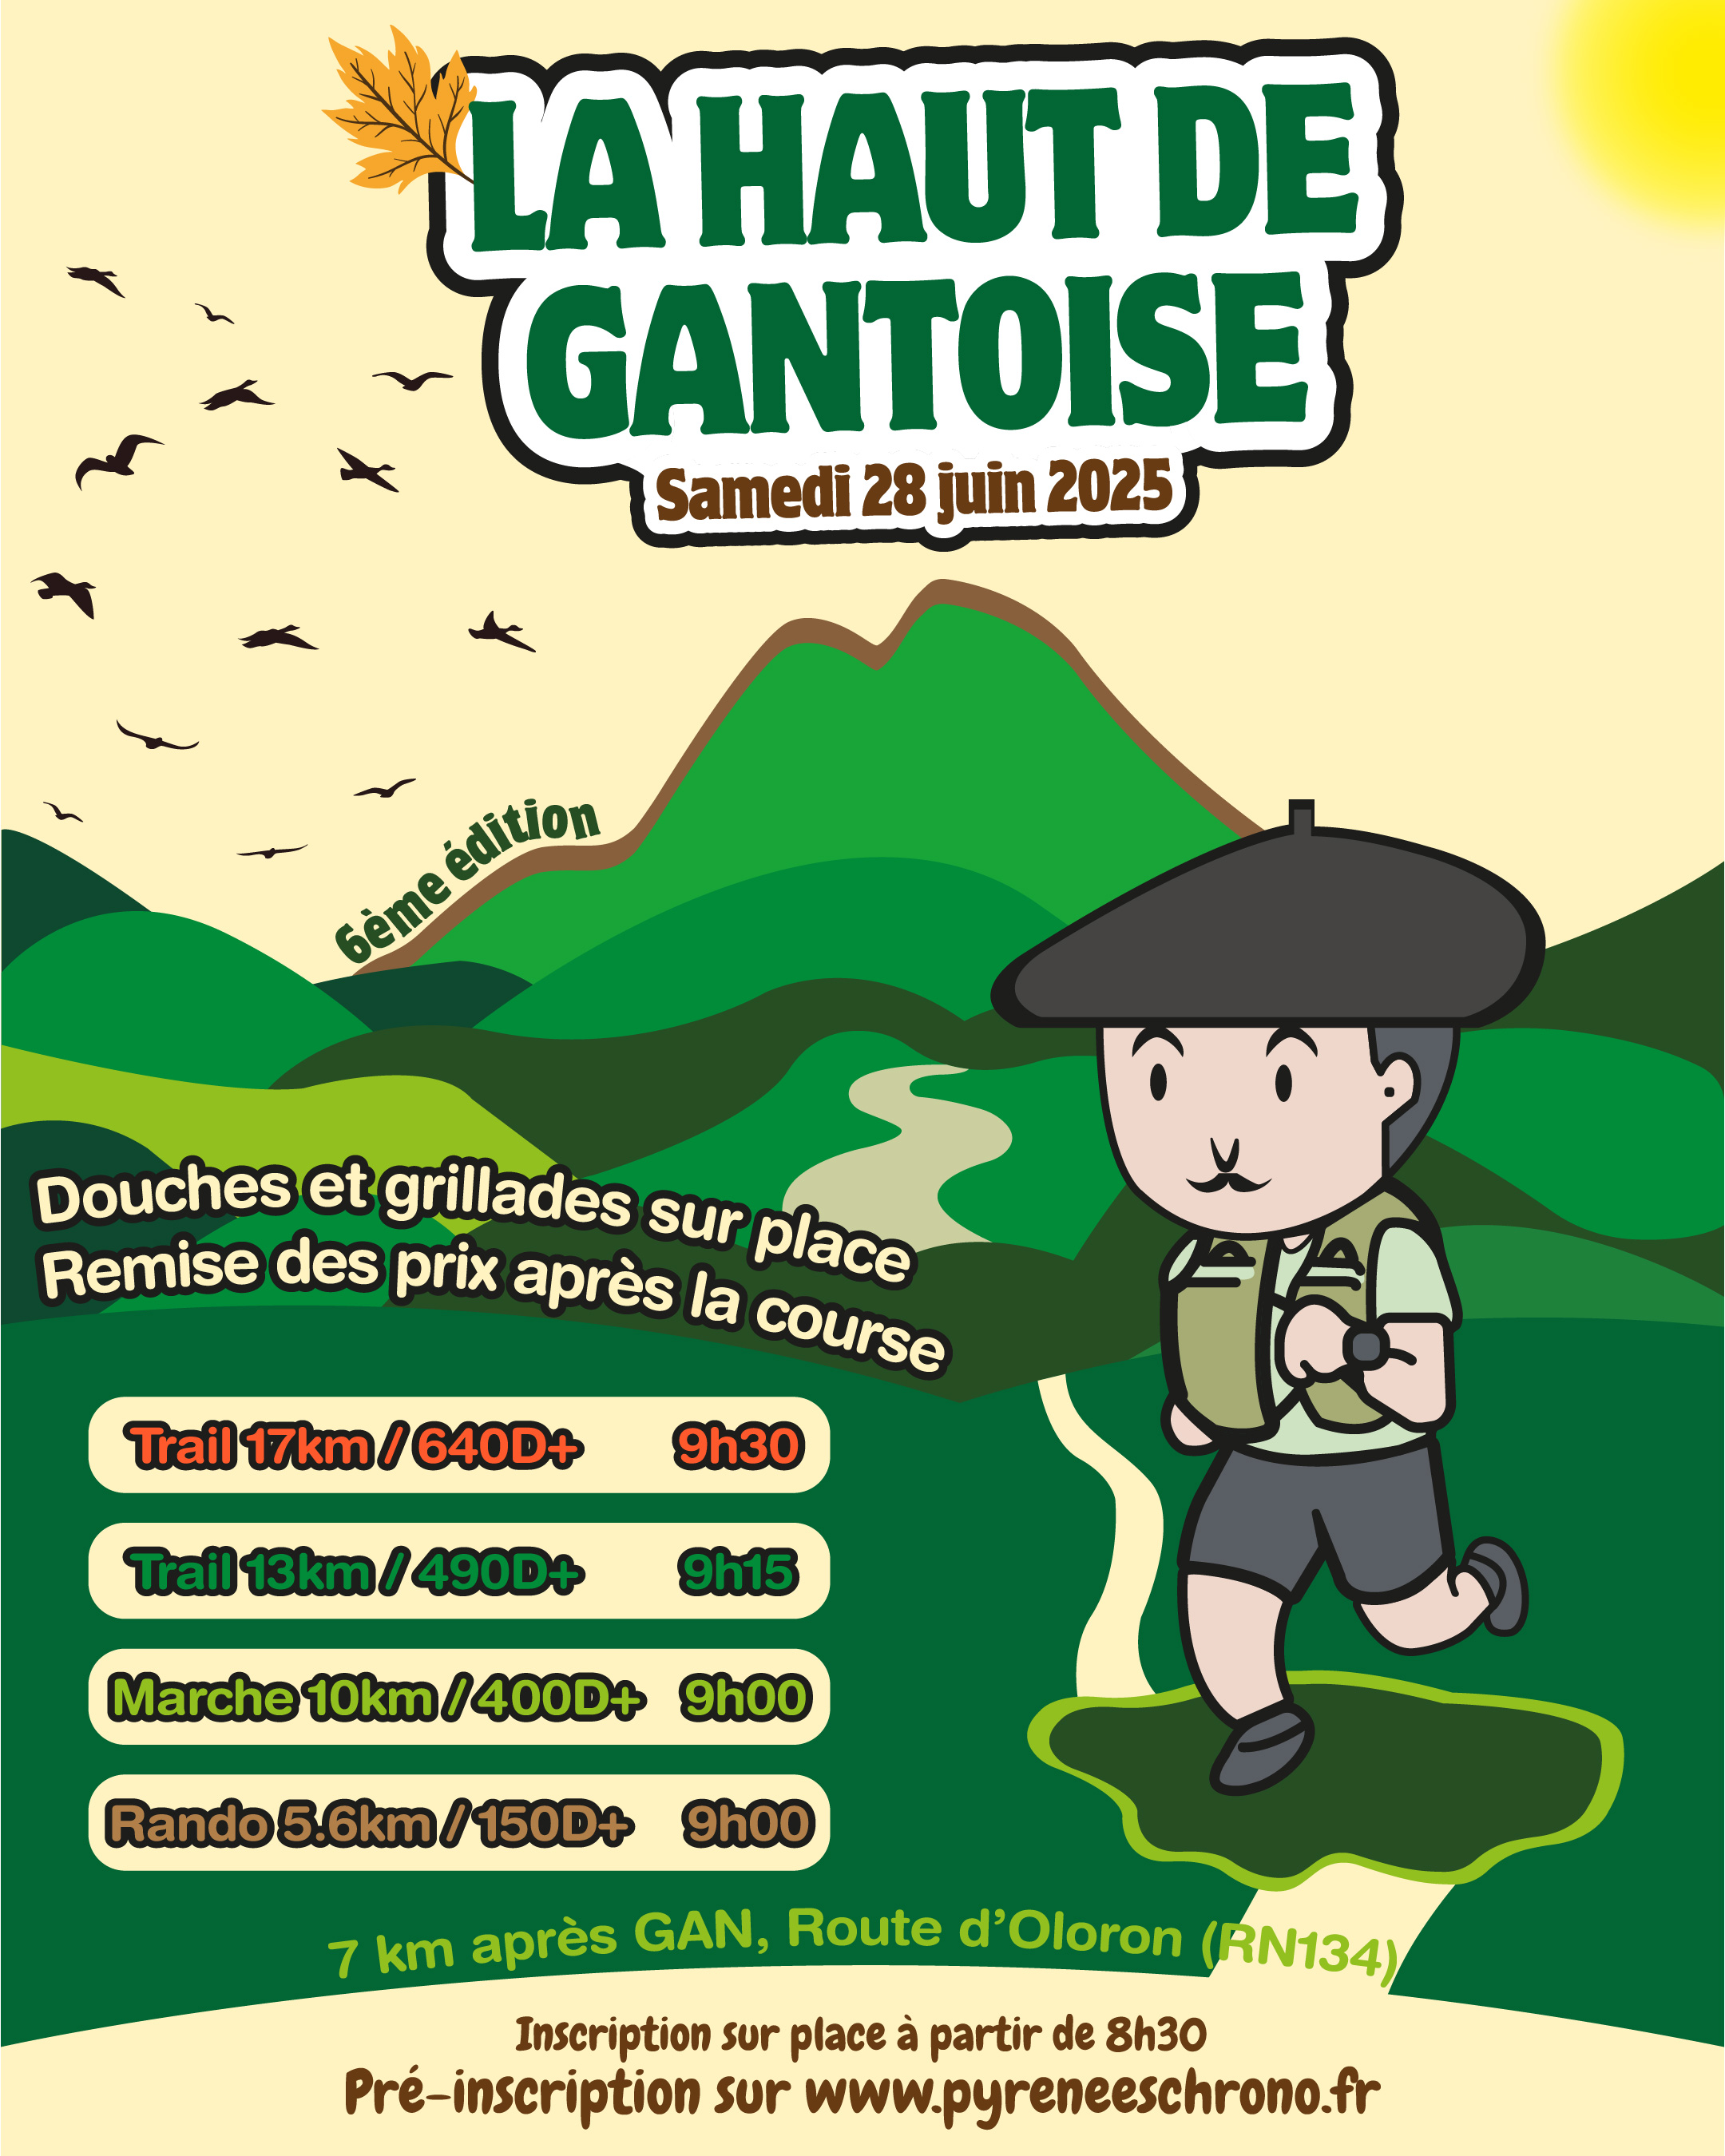 LA HAUT DE
GANTOISE
Samedi 28 juin 2025
6ème édition
Douches et grillades sur place
Remise des prix après la course
Trail 17km / 640D+ 9h30
Trail 13km / 490D+ 9h15
Marche 10km / 400D+ 9h00
Rando 5.6km / 150D+ 9h00
7 km après GAN, Route d'Oloron (RN134)
Inscription sur place à partir de 8h30
Pré-inscription sur www.pyreneeschrono.fr